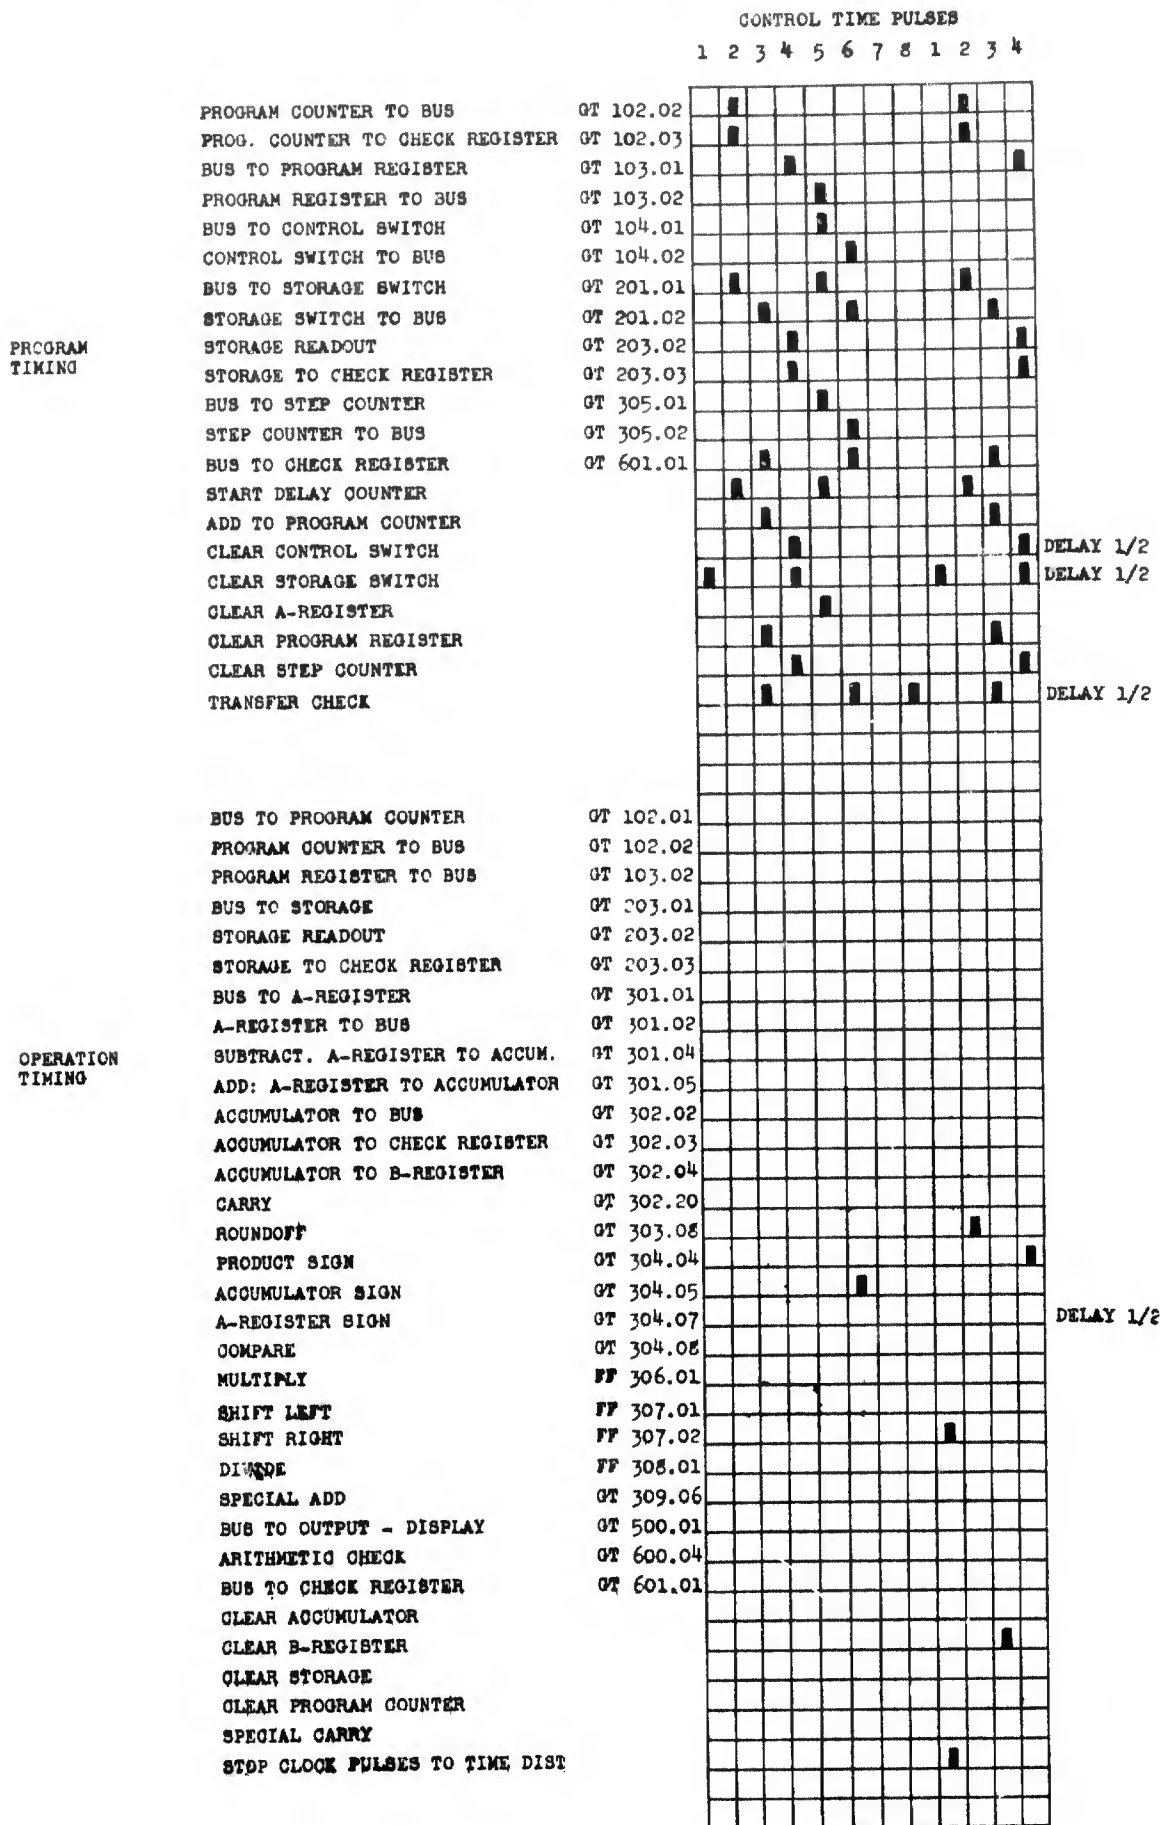 CONTROL TIME PULSES
1 2 3 4 5 6 7 8 1 2 3 4
PROGRAM COUNTER TO BUS GT 102.02
PROG. COUNTER TO CHECK REGISTER GT 102.03
BUS TO PROGRAM REGISTER GT 103.01
PROGRAM REGISTER TO BUS GT 103.02
BUS TO CONTROL SWITCH GT 104.01
CONTROL SWITCH TO BUS GT 104.02
BUS TO STORAGE SWITCH GT 201.01
STORAGE SWITCH TO BUS GT 201.02
PROGRAM TIMING
STORAGE READOUT GT 203.02
STORAGE TO CHECK REGISTER GT 203.03
BUS TO STEP COUNTER GT 305.01
STEP COUNTER TO BUS GT 305.02
BUS TO CHECK REGISTER GT 601.01
START DELAY COUNTER
ADD TO PROGRAM COUNTER
CLEAR CONTROL SWITCH DELAY 1/2
CLEAR STORAGE SWITCH DELAY 1/2
CLEAR A-REGISTER
CLEAR PROGRAM REGISTER
CLEAR STEP COUNTER
TRANSFER CHECK DELAY 1/2
BUS TO PROGRAM COUNTER GT 102.01
PROGRAM COUNTER TO BUS GT 102.02
PROGRAM REGISTER TO BUS GT 103.02
BUS TO STORAGE GT 203.01
STORAGE READOUT GT 203.02
STORAGE TO CHECK REGISTER GT 203.03
BUS TO A-REGISTER GT 301.01
A-REGISTER TO BUS GT 301.02
OPERATION TIMING
SUBTRACT. A-REGISTER TO ACCUM. GT 301.04
ADD: A-REGISTER TO ACCUMULATOR GT 301.05
ACCUMULATOR TO BUS GT 302.02
ACCUMULATOR TO CHECK REGISTER GT 302.03
ACCUMULATOR TO B-REGISTER GT 302.04
CARRY GT 302.20
ROUNDOFF GT 303.08
PRODUCT SIGN GT 304.04
ACCUMULATOR SIGN GT 304.05
A-REGISTER SIGN GT 304.07 DELAY 1/2
COMPARE GT 304.08
MULTIPLY FF 306.01
SHIFT LEFT FF 307.01
SHIFT RIGHT FF 307.02
DIVIDE FF 308.01
SPECIAL ADD GT 309.06
BUS TO OUTPUT - DISPLAY GT 500.01
ARITHMETIC CHECK GT 600.04
BUS TO CHECK REGISTER GT 601.01
CLEAR ACCUMULATOR
CLEAR B-REGISTER
CLEAR STORAGE
CLEAR PROGRAM COUNTER
SPECIAL CARRY
STOP CLOCK PULSES TO TIME DIST